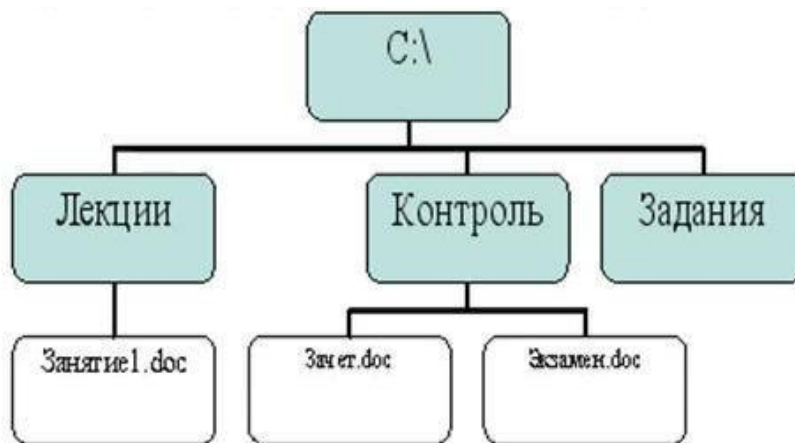 C:\
Лекции
Контроль
Задания
Занятие1.doc
Зачет.doc
Экзамен.doc